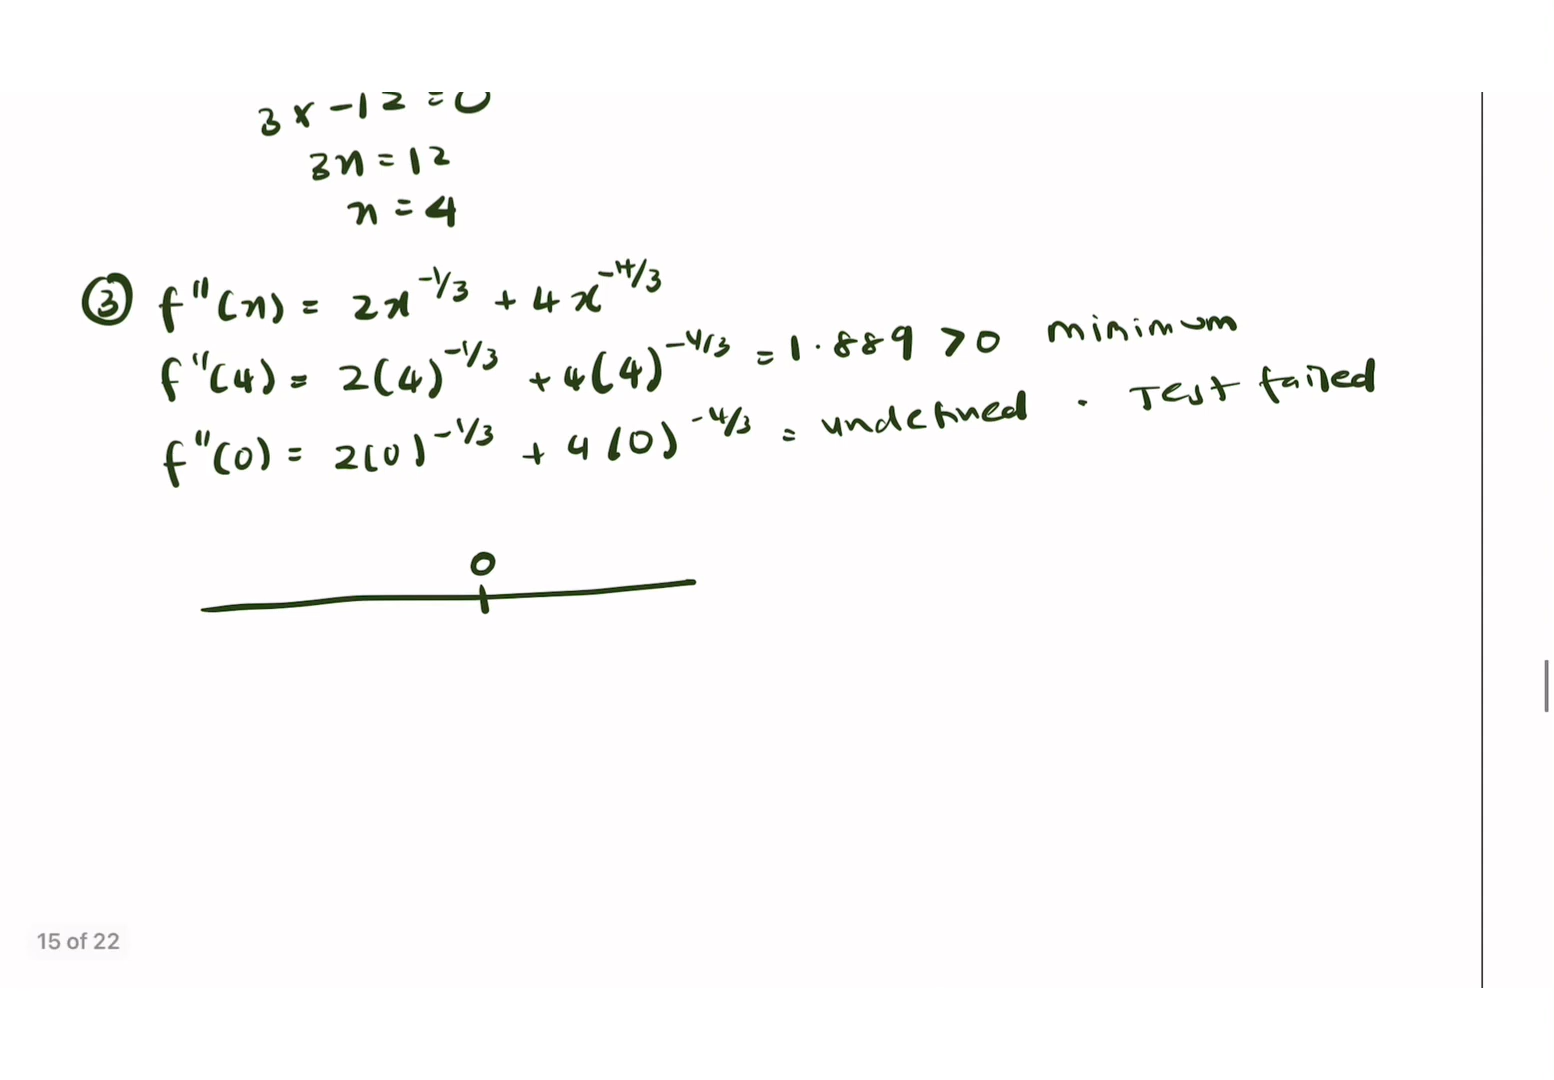 3x -12 = 0
3x = 12
x = 4
③ f''(x) = 2x^{-1/3} + 4x^{-4/3}
f''(4) = 2(4)^{-1/3} + 4(4)^{-4/3} = 1.889 > 0 minimum
f''(0) = 2(0)^{-1/3} + 4(0)^{-4/3} = undefined . Test failed
0
15 of 22